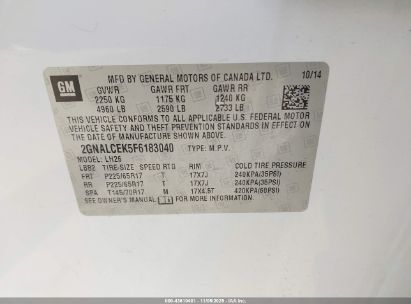 GM
MFD BY GENERAL MOTORS OF CANADA LTD. 10/14
GVWR GAWR FRT GAWR RR
2250 KG 1175 KG 1240 KG
4960 LB 2590 LB 2733 LB
THIS VEHICLE CONFORMS TO ALL APPLICABLE U.S. FEDERAL MOTOR
VEHICLE SAFETY AND THEFT PREVENTION STANDARDS IN EFFECT ON
THE DATE OF MANUFACTURE SHOWN ABOVE.
2GNALCEK5F6183040 TYPE: M.P.V.
MODEL: LH26
TIRE-SIZE SPEED RTG RIM COLD TIRE PRESSURE
FRT P225/65R17 T 17X7J 240KPA(35PSI)
RR P225/65R17 T 17X7J 240KPA(35PSI)
SPA T145/70R17 M 17X4.5T 420KPA(60PSI)
SEE OWNER'S MANUAL FOR MORE INFORMATION.